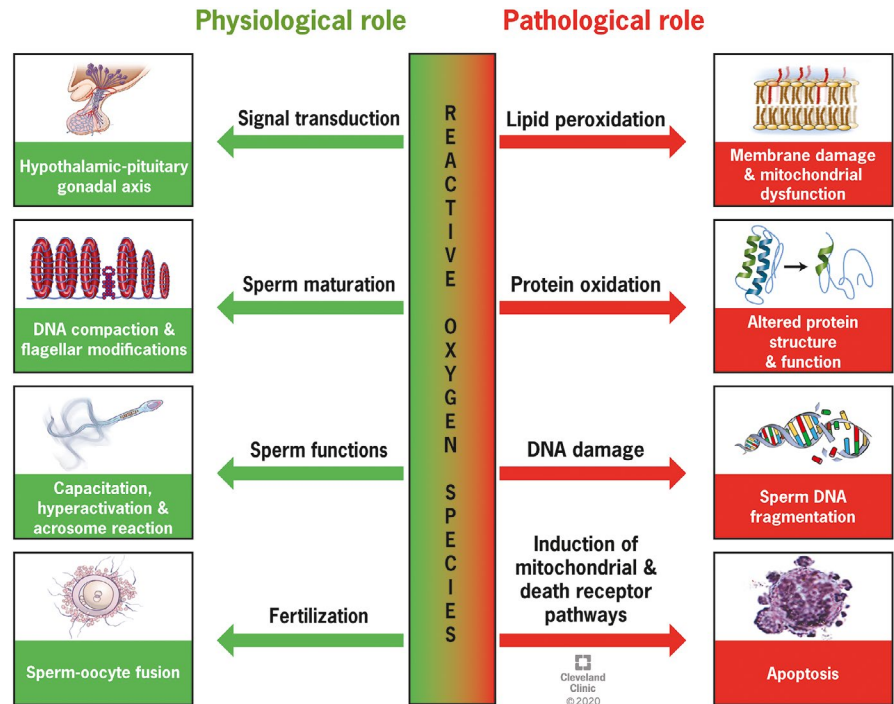 Physiological role
Pathological role
REACTIVE OXYGEN SPECIES
Signal transduction
Hypothalamic-pituitary
gonadal axis
Lipid peroxidation
Membrane damage
& mitochondrial
dysfunction
Sperm maturation
DNA compaction &
flagellar modifications
Protein oxidation
Altered protein
structure
& function
Sperm functions
Capacitation,
hyperactivation &
acrosome reaction
DNA damage
Sperm DNA
fragmentation
Fertilization
Sperm-oocyte fusion
Induction of
mitochondrial &
death receptor
pathways
Apoptosis
Cleveland
Clinic
©2020